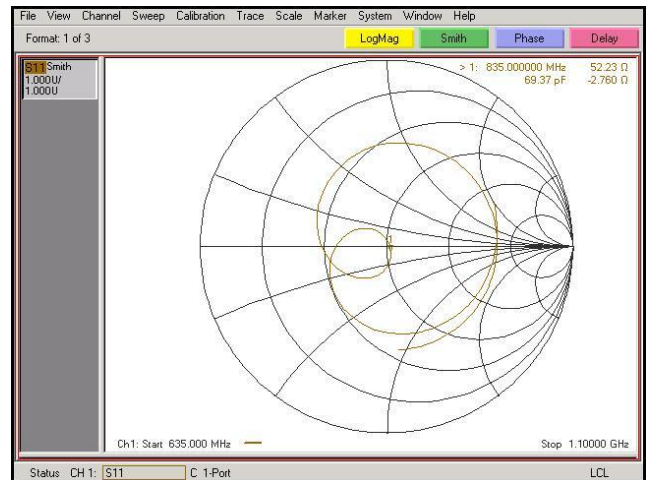 File View Channel Sweep Calibration Trace Scale Marker System Window Help
Format: 1 of 3
LogMag Smith Phase Delay
S11 Smith
1.000U/
1.000U
> 1: 835.000000 MHz 52.23 Ω
69.37 pF -2.760 Ω
1
Ch1: Start 635.000 MHz
Stop 1.10000 GHz
Status CH 1: S11 C 1-Port LCL